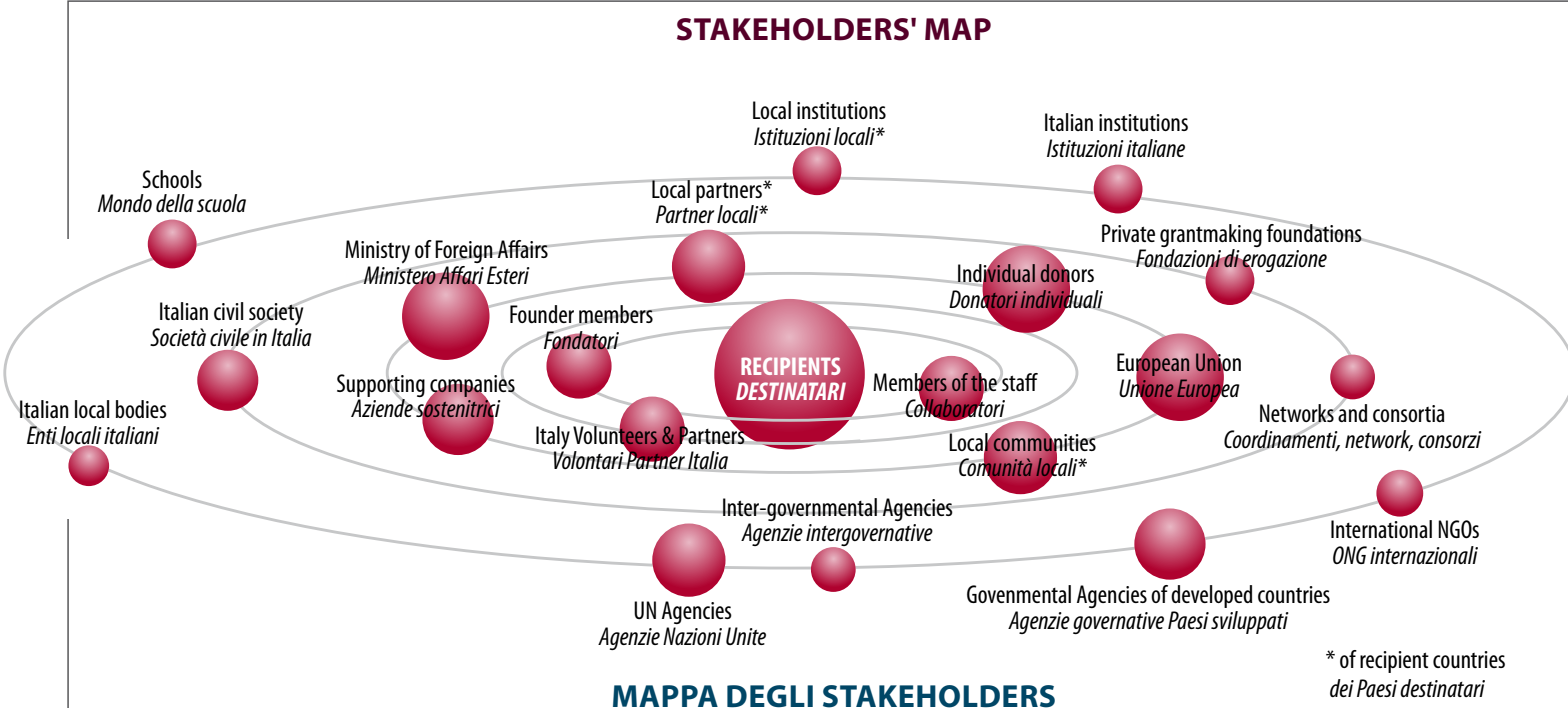 STAKEHOLDERS' MAP
Local institutions
Istituzioni locali*
Italian institutions
Istituzioni italiane
Schools
Mondo della scuola
Local partners*
Partner locali*
Ministry of Foreign Affairs
Ministero Affari Esteri
Individual donors
Donatori individuali
Private grantmaking foundations
Fondazioni di erogazione
Italian civil society
Società civile in Italia
Founder members
Fondatori
RECIPIENTS
DESTINATARI
European Union
Unione Europea
Supporting companies
Aziende sostenitrici
Members of the staff
Collaboratori
Italian local bodies
Enti locali italiani
Italy Volunteers & Partners
Volontari Partner Italia
Local communities
Comunità locali*
Networks and consortia
Coordinamenti, network, consorzi
Inter-governmental Agencies
Agenzie intergovernative
International NGOs
ONG internazionali
UN Agencies
Agenzie Nazioni Unite
Govenmental Agencies of developed countries
Agenzie governative Paesi sviluppati
* of recipient countries
dei Paesi destinatari
MAPPA DEGLI STAKEHOLDERS